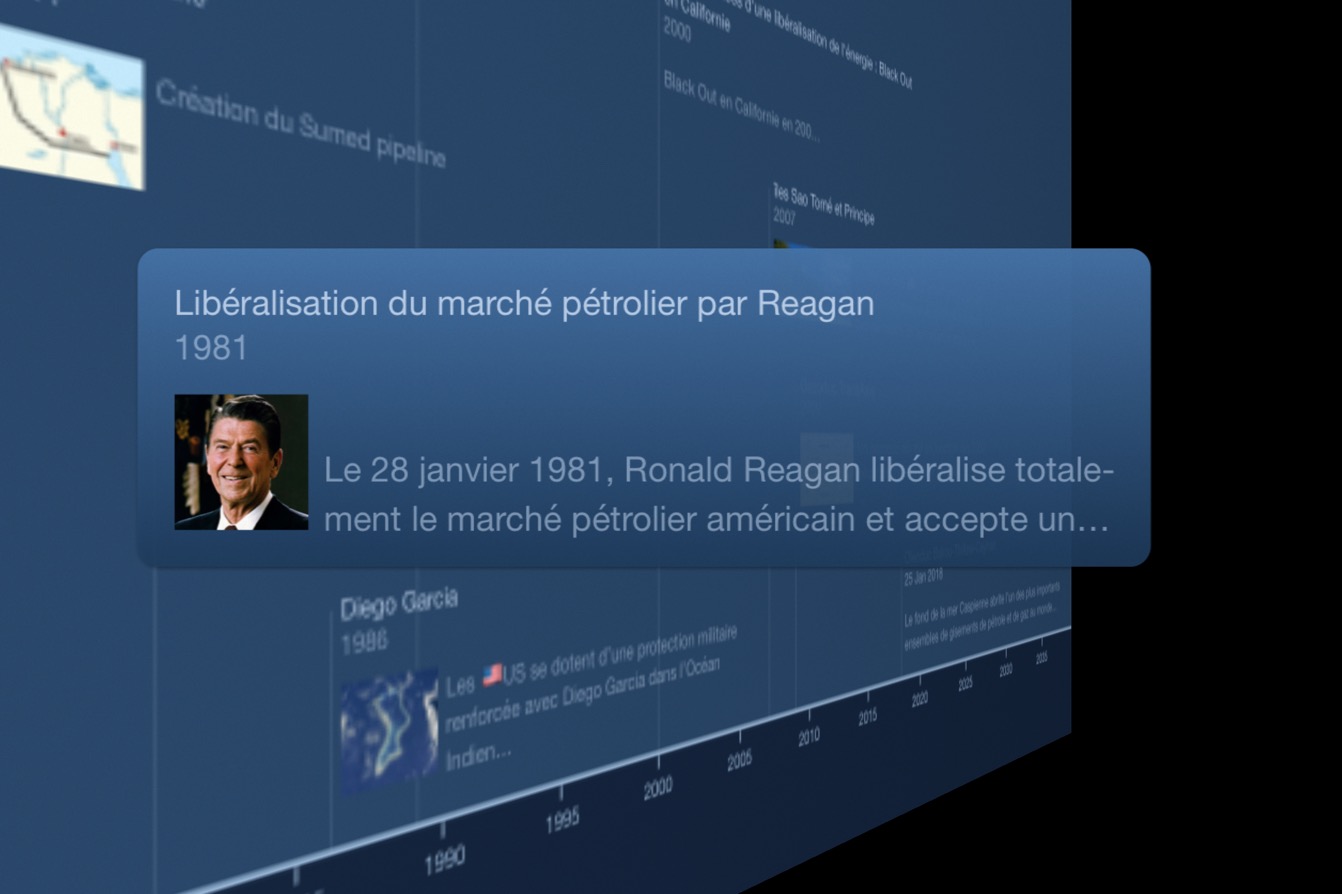 d'une libéralisation de l'énergie : Black Out
en Californie
2000
Création du Sumed pipeline
Black Out en Californie en 200...
Îles Sao Tomé et Principe
2007
Libéralisation du marché pétrolier par Reagan
1981
Le 28 janvier 1981, Ronald Reagan libéralise totale-
ment le marché pétrolier américain et accepte un…
25 Jan 2018
Le fond de la mer Caspienne abrite l'un des plus importants
ensembles de gisements de pétrole et de gaz au monde...
Diego Garcia
1986
Les 🇺🇸US se dotent d'une protection militaire
renforcée avec Diego Garcia dans l'Océan
Indien...
1990
1995
2000
2005
2010
2015
2020
2025
2030
2035